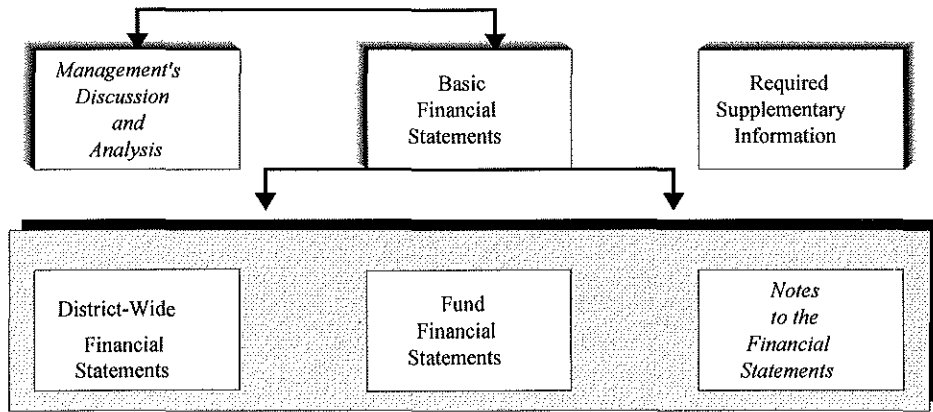 Management's
Discussion
and
Analysis
Basic
Financial
Statements
Required
Supplementary
Information
District-Wide
Financial
Statements
Fund
Financial
Statements
Notes
to the
Financial
Statements